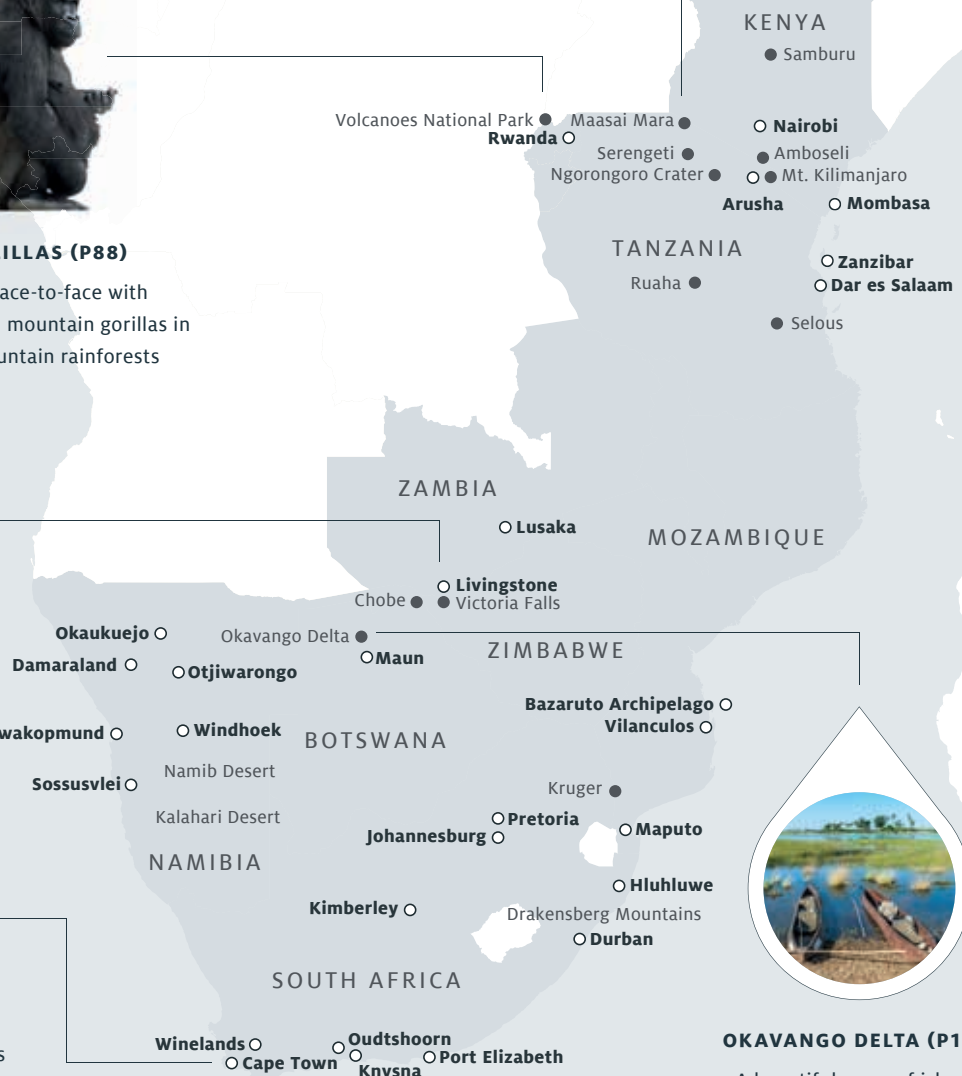 KENYA
Samburu
Volcanoes National Park
Maasai Mara
Rwanda
Nairobi
Serengeti
Amboseli
Ngorongoro Crater
Mt. Kilimanjaro
Arusha
Mombasa
ILLAS (P88)
TANZANIA
Zanzibar
Ruaha
Dar es Salaam
ace-to-face with
mountain gorillas in
untain rainforests
Selous
ZAMBIA
Lusaka
MOZAMBIQUE
Livingstone
Chobe
Victoria Falls
Okaukuejo
Okavango Delta
ZIMBABWE
Damaraland
Maun
Otjiwarongo
Bazaruto Archipelago
Vilanculos
wakopmund
Windhoek
BOTSWANA
Namib Desert
Sossusvlei
Kruger
Kalahari Desert
Pretoria
Johannesburg
Maputo
NAMIBIA
Hluhluwe
Kimberley
Drakensberg Mountains
Durban
SOUTH AFRICA
Winelands
Oudtshoorn
OKAVANGO DELTA (P1
s
Cape Town
Port Elizabeth
Knysna